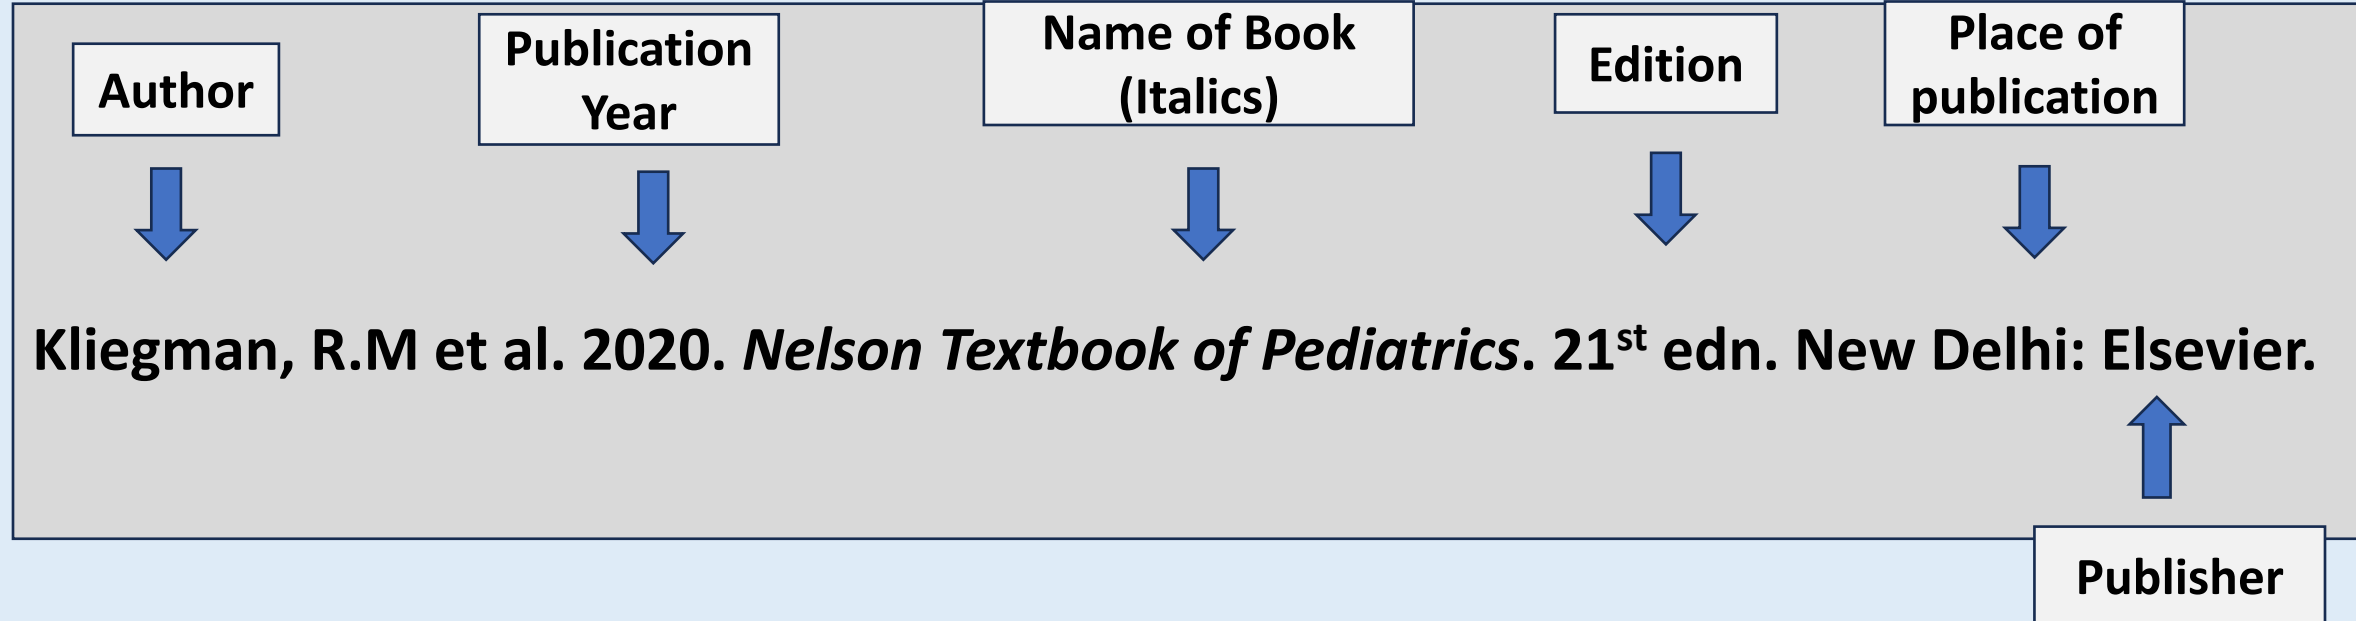 Author
Publication
Year
Name of Book
(Italics)
Edition
Place of
publication
Kliegman, R.M et al. 2020. Nelson Textbook of Pediatrics. 21st edn. New Delhi: Elsevier.
Publisher